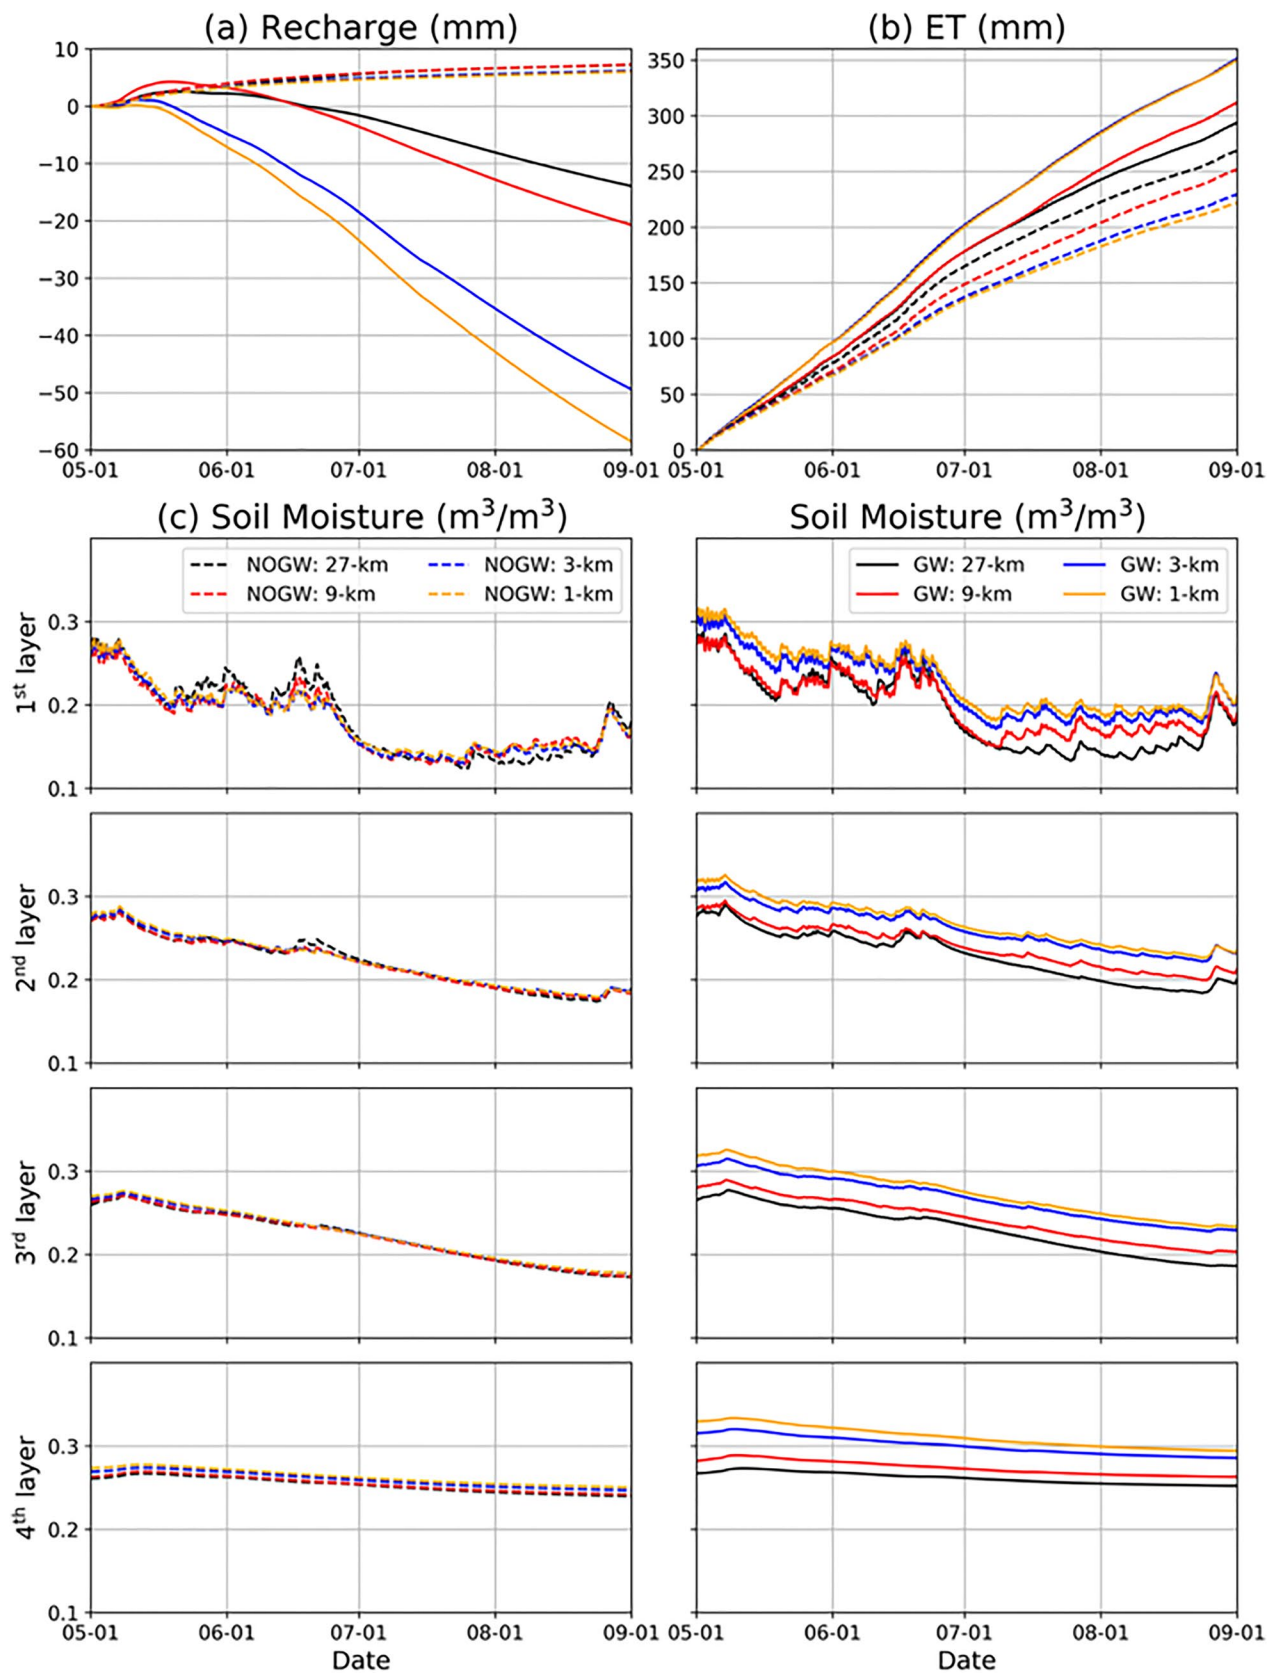 (a) Recharge (mm)
10
0
−10
−20
−30
−40
−50
−60
05-01 06-01 07-01 08-01 09-01
(b) ET (mm)
350
300
250
200
150
100
50
0
05-01 06-01 07-01 08-01 09-01
(c) Soil Moisture (m³/m³)
Soil Moisture (m³/m³)
NOGW: 27-km NOGW: 3-km
NOGW: 9-km NOGW: 1-km
GW: 27-km GW: 3-km
GW: 9-km GW: 1-km
1st layer
0.3
0.2
0.1
2nd layer
0.3
0.2
0.1
3rd layer
0.3
0.2
0.1
4th layer
0.3
0.2
0.1
05-01 06-01 07-01 08-01 09-01
Date
05-01 06-01 07-01 08-01 09-01
Date